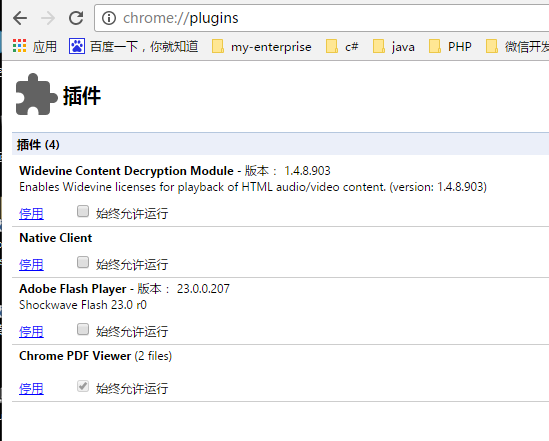 chrome://plugins
应用 百度一下，你就知道 my-enterprise c# java PHP 微信开发
插件
插件 (4)
Widevine Content Decryption Module - 版本： 1.4.8.903
Enables Widevine licenses for playback of HTML audio/video content. (version: 1.4.8.903)
停用 始终允许运行
Native Client
停用 始终允许运行
Adobe Flash Player - 版本： 23.0.0.207
Shockwave Flash 23.0 r0
停用 始终允许运行
Chrome PDF Viewer (2 files)
停用 始终允许运行